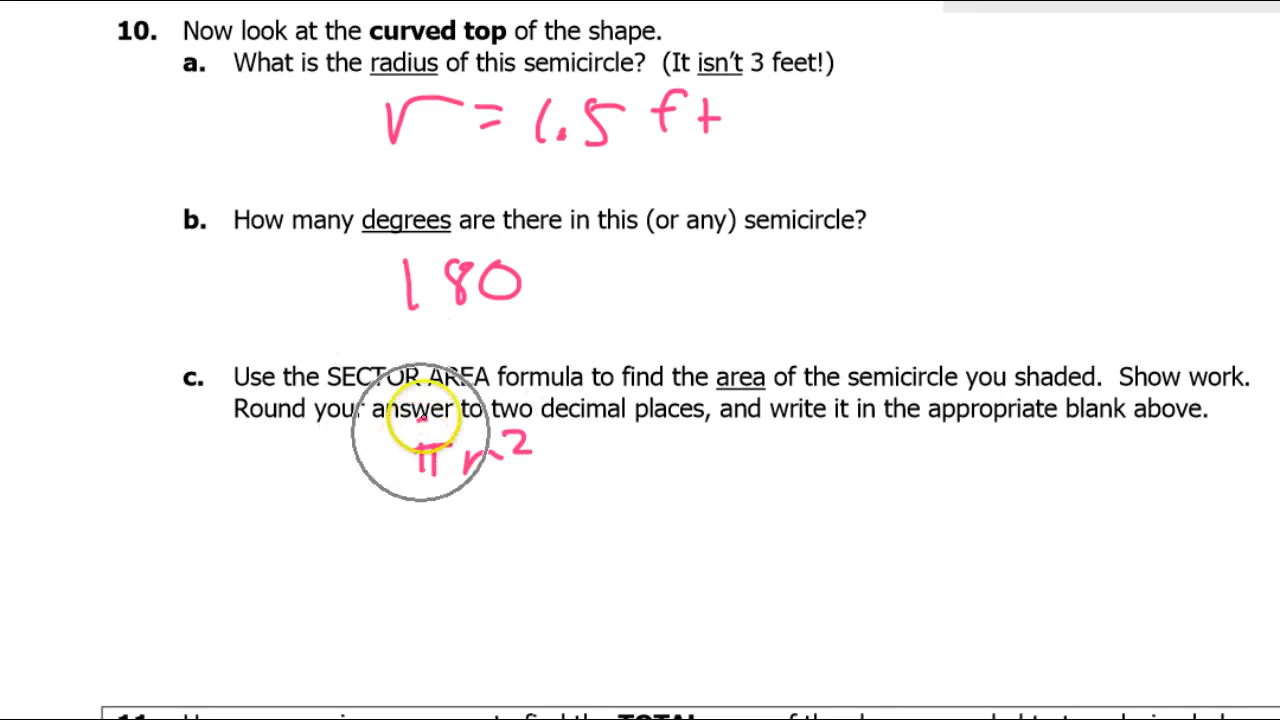 10. Now look at the curved top of the shape.
a. What is the radius of this semicircle? (It isn't 3 feet!)
r = 1.5 ft
b. How many degrees are there in this (or any) semicircle?
180
c. Use the SECTOR AREA formula to find the area of the semicircle you shaded. Show work.
Round your answer to two decimal places, and write it in the appropriate blank above.
π r²
11.
TOTAL